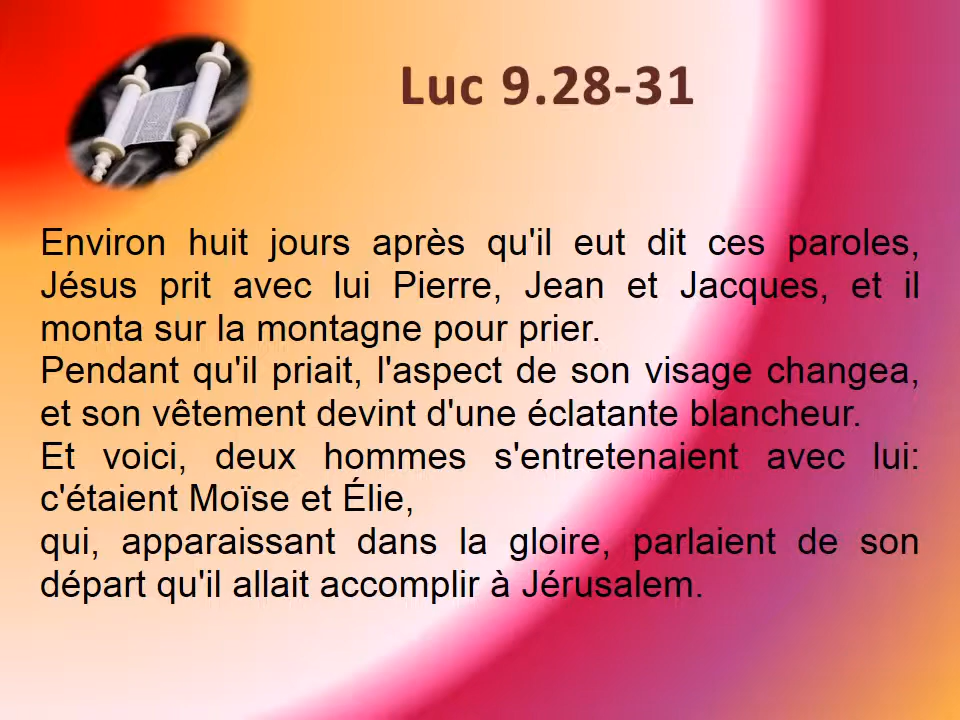 Luc 9.28-31
Environ huit jours après qu'il eut dit ces paroles,
Jésus prit avec lui Pierre, Jean et Jacques, et il
monta sur la montagne pour prier.
Pendant qu'il priait, l'aspect de son visage changea,
et son vêtement devint d'une éclatante blancheur.
Et voici, deux hommes s'entretenaient avec lui:
c'étaient Moïse et Élie,
qui, apparaissant dans la gloire, parlaient de son
départ qu'il allait accomplir à Jérusalem.